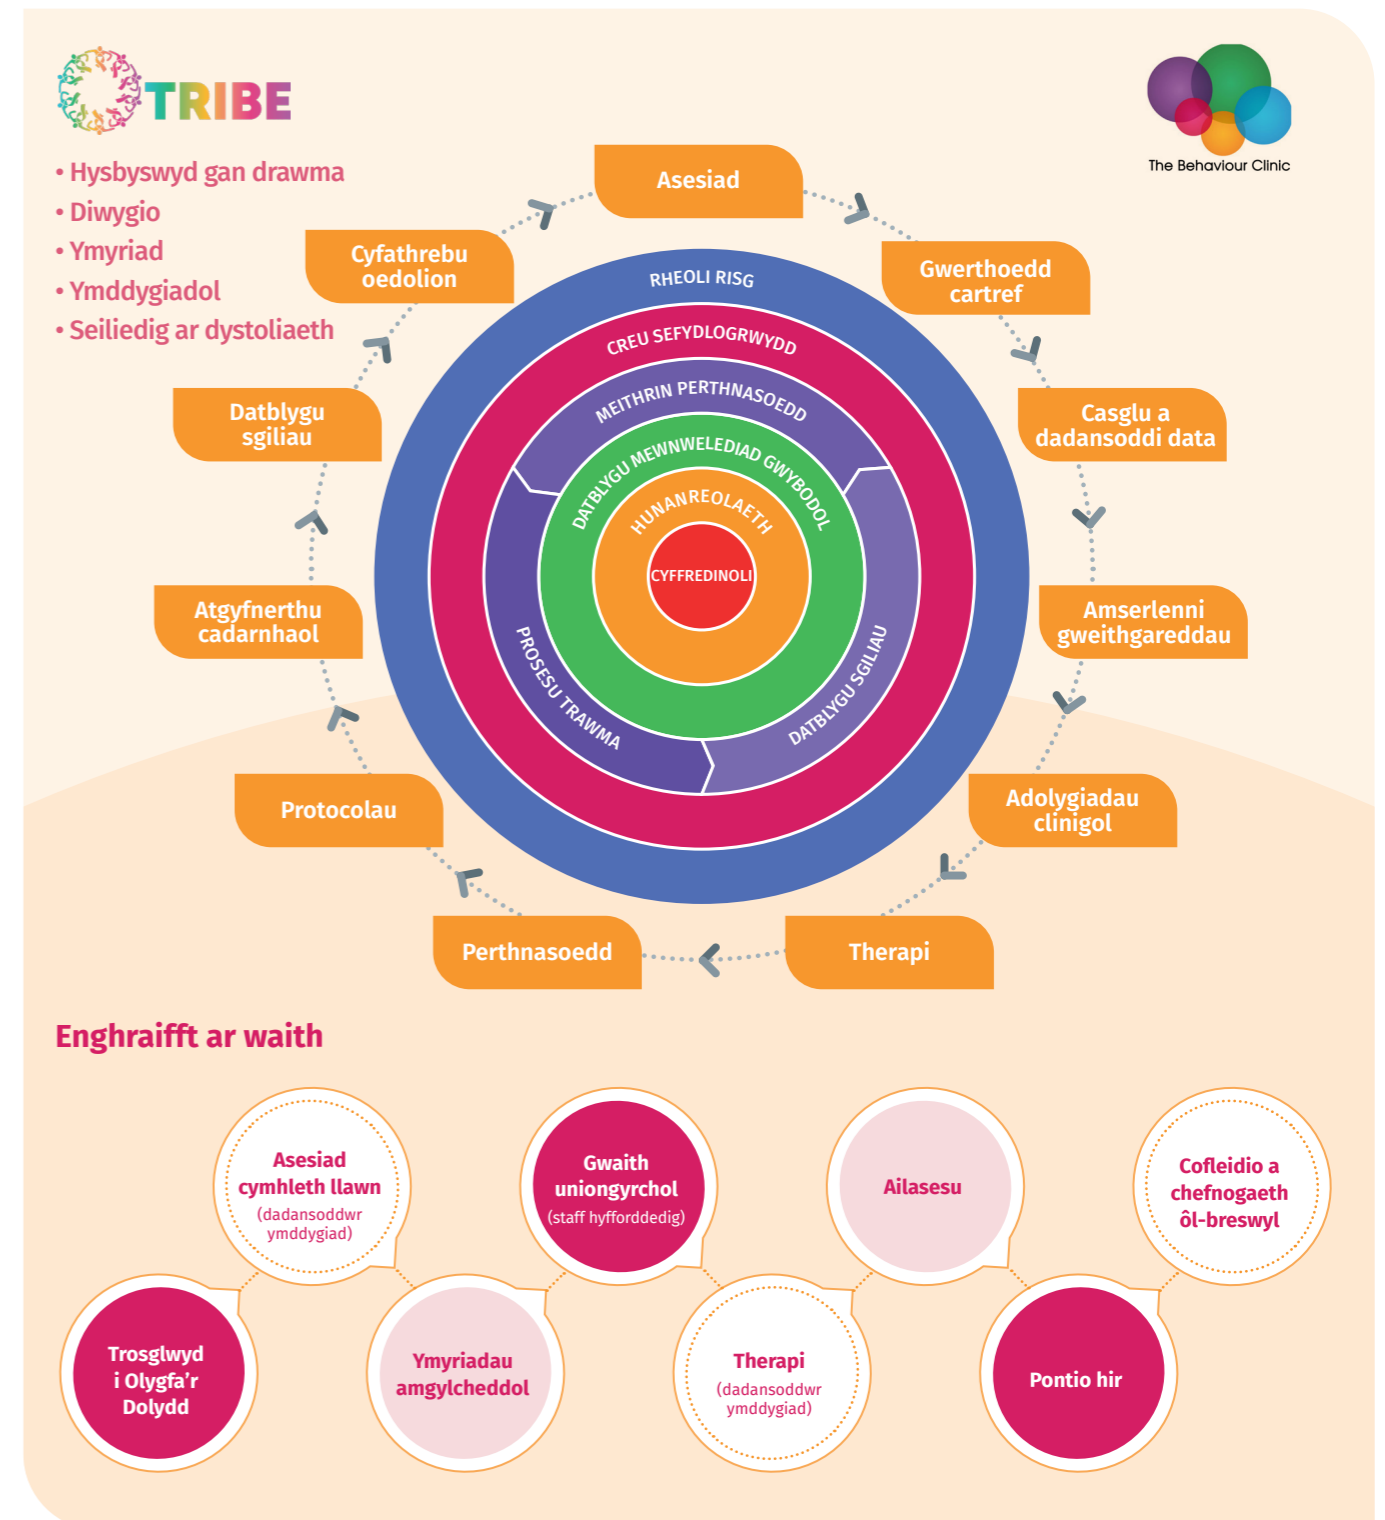 TRIBE
The Behaviour Clinic
• Hysbyswyd gan drawma
• Diwygio
• Ymyriad
• Ymddygiadol
• Seiliedig ar dystoliaeth
Asesiad
Gwerthoedd
cartref
Casglu a
dadansoddi data
Amserlenni
gweithgareddau
Adolygiadau
clinigol
Therapi
Perthnasoedd
Protocolau
Atgyfnerthu
cadarnhaol
Datblygu
sgiliau
Cyfathrebu
oedolion
RHEOLI RISG
CREU SEFYDLOGRWYDD
MEITHRIN PERTHNASOEDD
DATBLYGU SGILIAU
PROSESU TRAWMA
DATBLYGU MEWNWELEDIAD GWYBODOL
HUNANREOLAETH
CYFFREDINOLI
Enghraifft ar waith
Trosglwyd
i Olygfa'r
Dolydd
Asesiad
cymhleth llawn
(dadansoddwr
ymddygiad)
Ymyriadau
amgylcheddol
Gwaith
uniongyrchol
(staff hyfforddedig)
Therapi
(dadansoddwr
ymddygiad)
Ailasesu
Pontio hir
Cofleidio a
chefnogaeth
ôl-breswyl